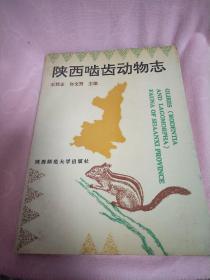 陕西啮齿动物志
王廷正 许文贤 主编
GLIRES (RODENTIA
AND LAGOMORPHA)
FAUNA OF SHAANXI PROVINCE
陕西师范大学出版社